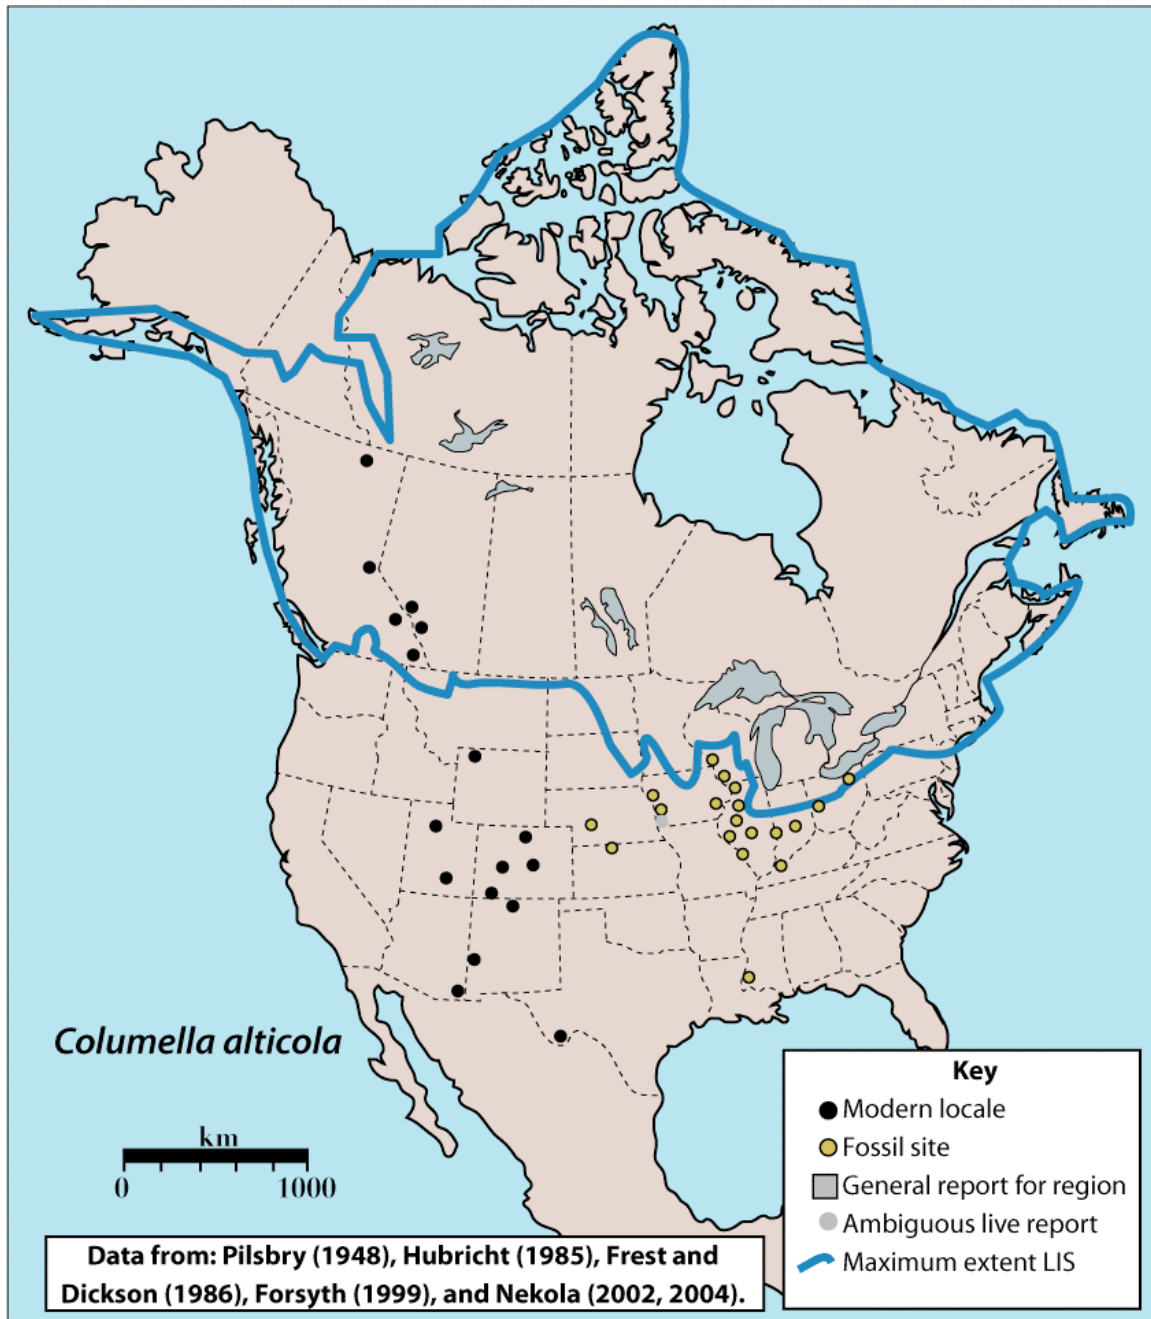 Columella alticola
km
0 1000
Data from: Pilsbry (1948), Hubricht (1985), Frest and
Dickson (1986), Forsyth (1999), and Nekola (2002, 2004).
Key
Modern locale
Fossil site
General report for region
Ambiguous live report
Maximum extent LIS